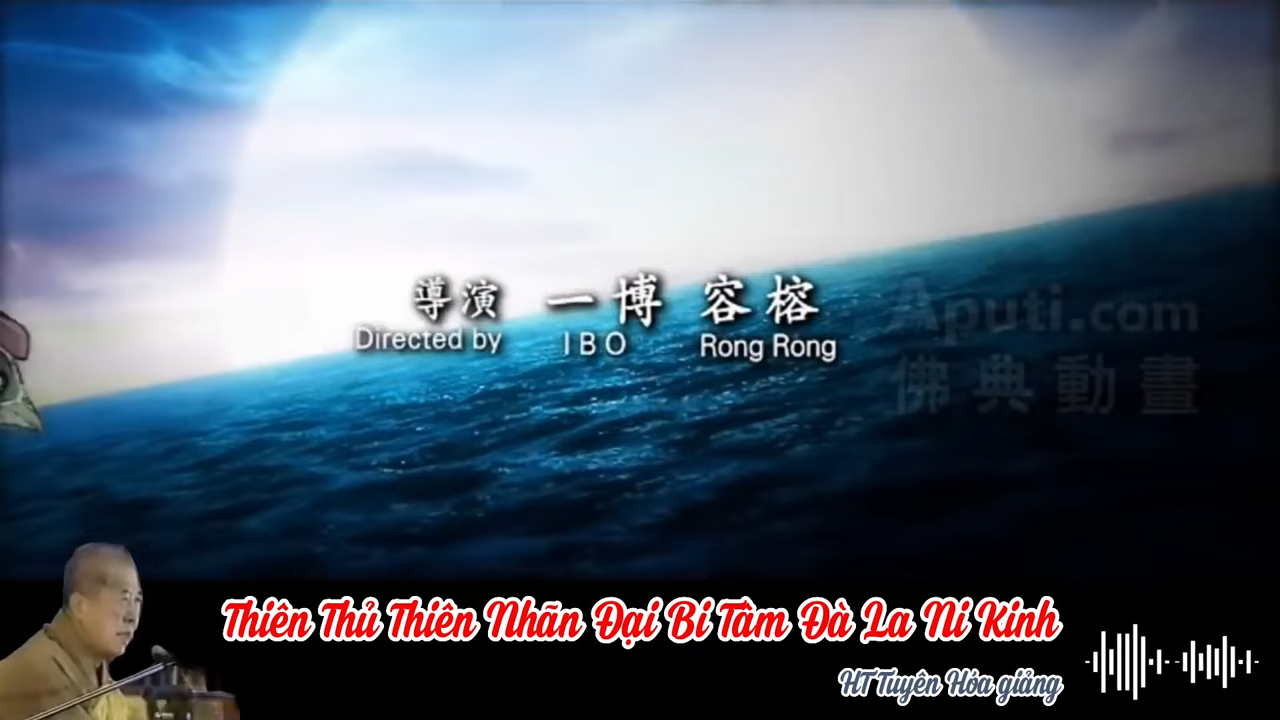 導演 一博 容榕
Directed by IBO Rong Rong
Aputi.com
佛典動畫
Thiên Thủ Thiên Nhãn Đại Bi Tâm Đà La Ni Kinh
HT Tuyên Hóa giảng